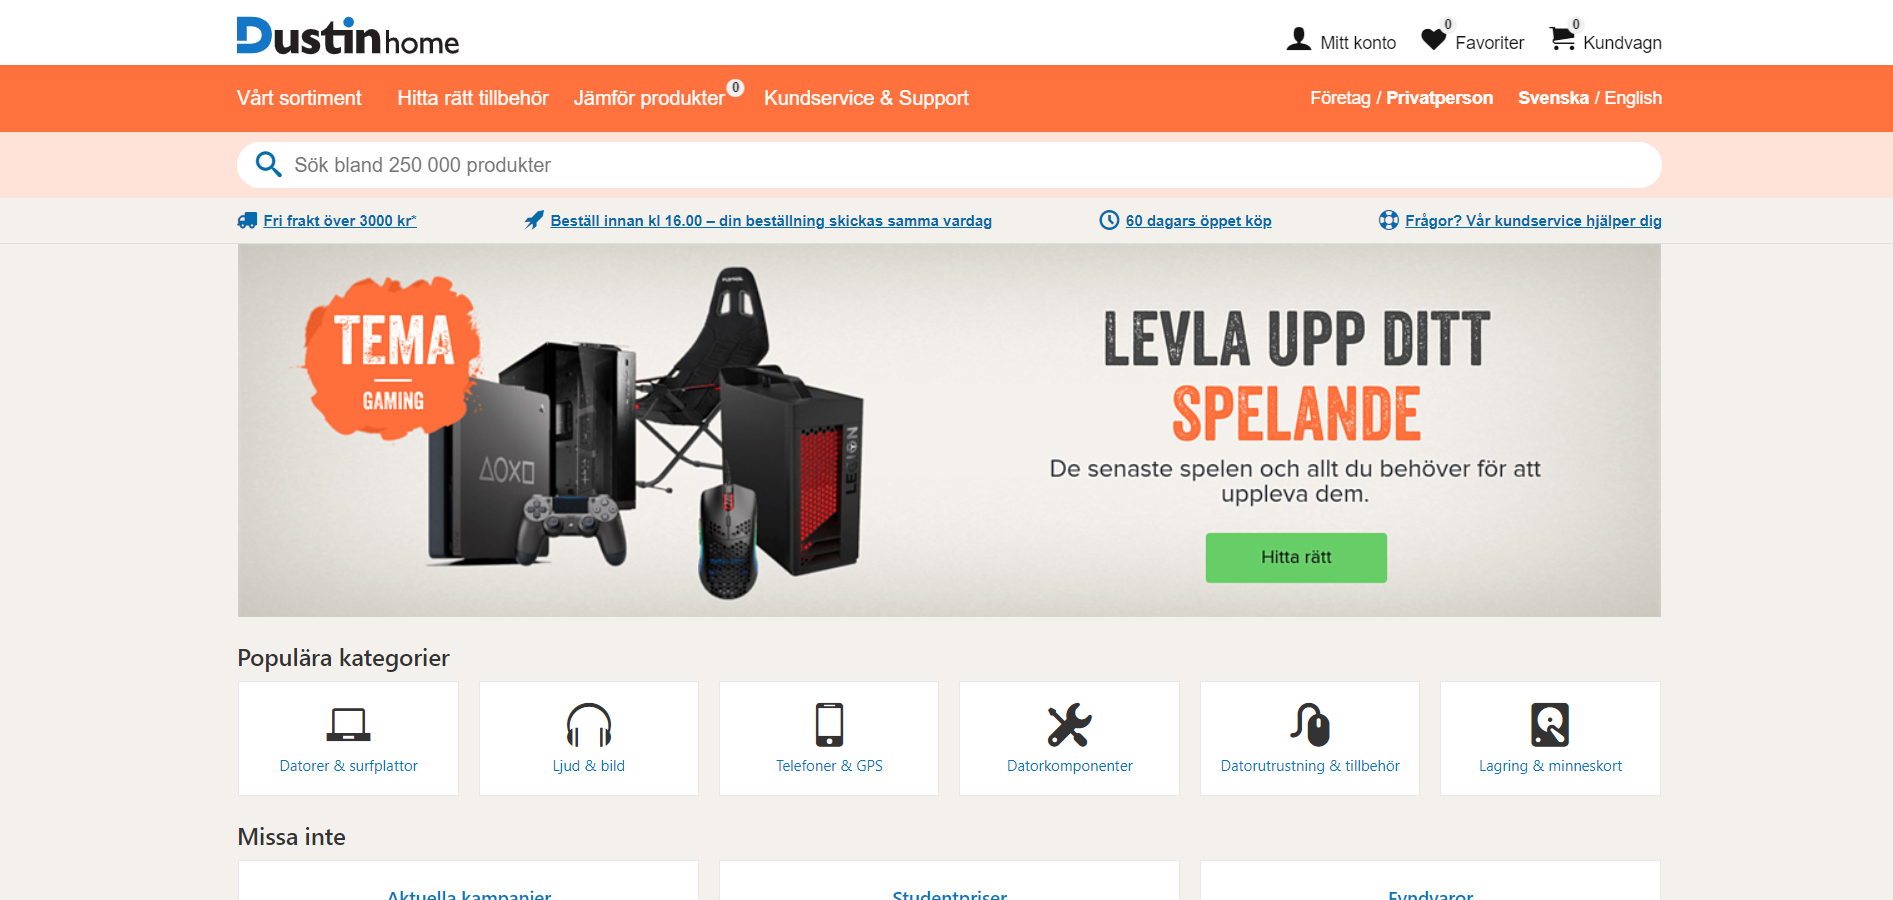 Dustin home
Mitt konto
0
Favoriter
0
Kundvagn
Vårt sortiment
Hitta rätt tillbehör
Jämför produkter
0
Kundservice & Support
Företag / Privatperson
Svenska / English
Sök bland 250 000 produkter
Fri frakt över 3000 kr*
Beställ innan kl 16.00 – din beställning skickas samma vardag
60 dagars öppet köp
Frågor? Vår kundservice hjälper dig
TEMA
GAMING
LEGION
LEVLA UPP DITT
SPELANDE
De senaste spelen och allt du behöver för att
uppleva dem.
Hitta rätt
Populära kategorier
Datorer & surfplattor
Ljud & bild
Telefoner & GPS
Datorkomponenter
Datorutrustning & tillbehör
Lagring & minneskort
Missa inte
Aktuella kampanjer
Studentpriser
Fyndvaror